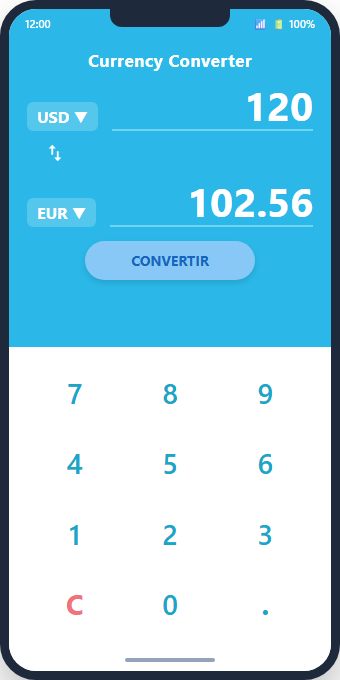 12:00 100%
Currency Converter
USD ▼ 120
EUR ▼ 102.56
CONVERTIR
7 8 9
4 5 6
1 2 3
C 0 .